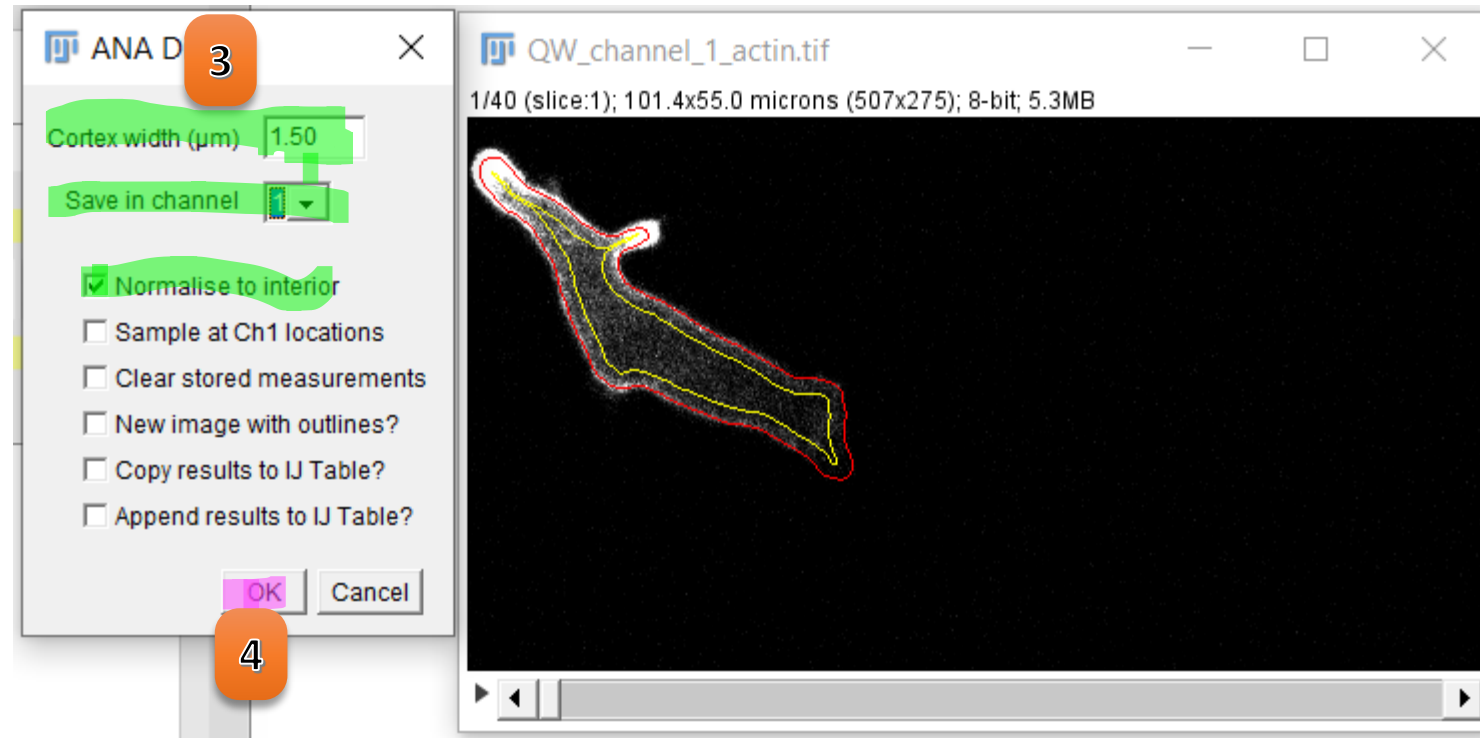 ANA D
3
Cortex width (µm) 1.50
Save in channel 1
Normalise to interior
Sample at Ch1 locations
Clear stored measurements
New image with outlines?
Copy results to IJ Table?
Append results to IJ Table?
OK Cancel
4
QW_channel_1_actin.tif
1/40 (slice:1); 101.4x55.0 microns (507x275); 8-bit; 5.3MB